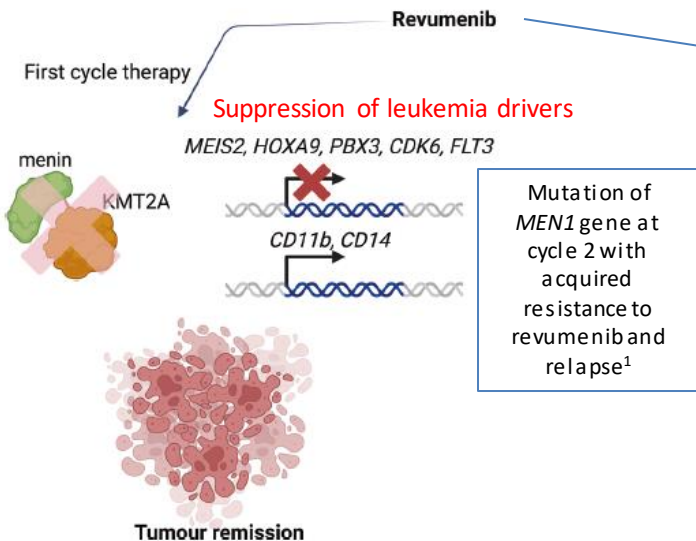 Revumenib
First cycle therapy
Suppression of leukemia drivers
MEIS2, HOXA9, PBX3, CDK6, FLT3
menin
KMT2A
CD11b, CD14
Mutation of
MEN1 gene at
cycle 2 with
acquired
resistance to
revumenib and
relapse¹
Tumour remission